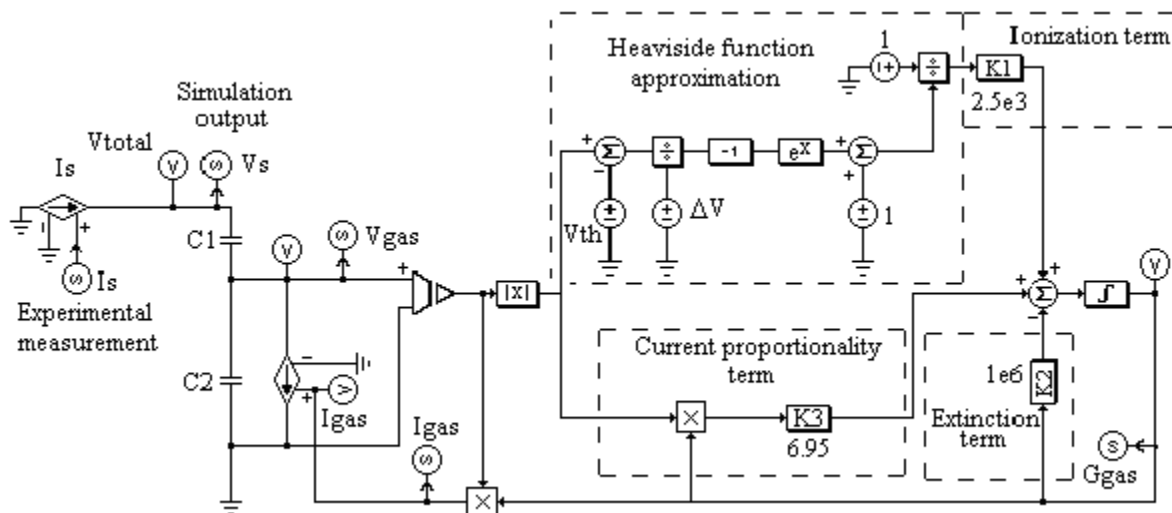 Heaviside function
approximation
1
÷
K1
2.5e3
Ionization term
Simulation
output
Vtotal
V
S
Vs
Is
+
Σ
-
÷
-1
e^x
+
Σ
+
ΔV
Vth
1
C1
S
Vgas
V
S
Is
Experimental
measurement
+
|X|
+
+
Σ
-
∫
V
Current proportionality
term
×
K3
6.95
1e6
K2
Extinction
term
C2
-
+
V
Igas
Igas
S
×
S
Ggas